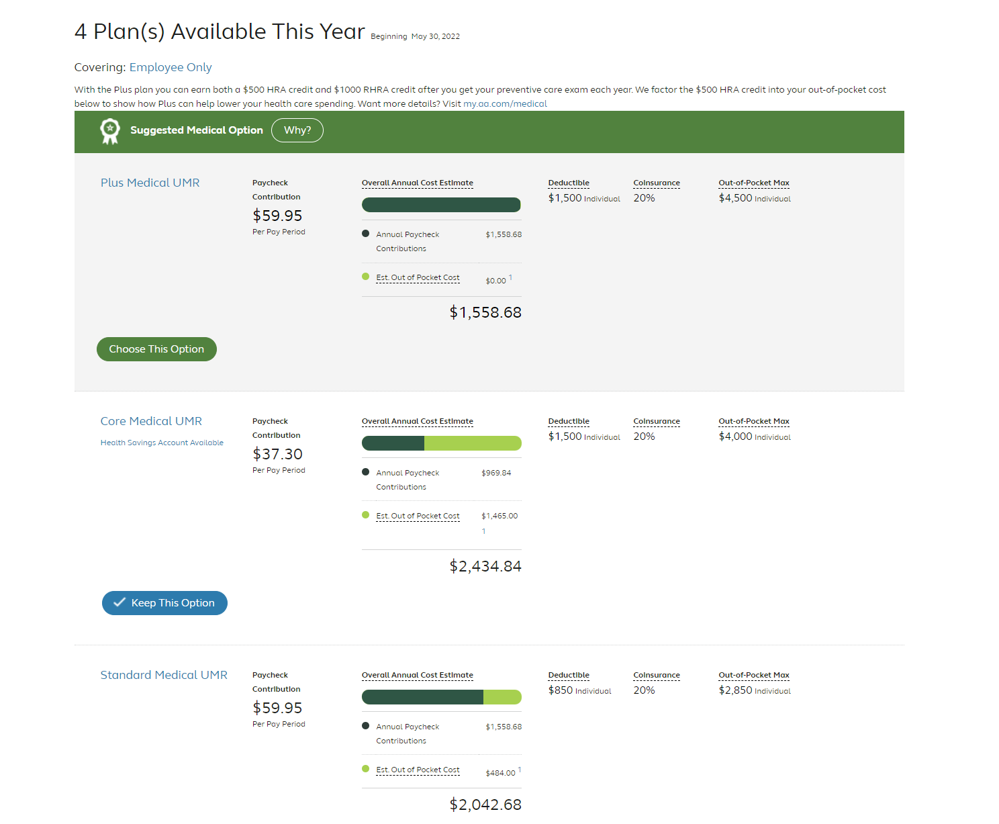 4 Plan(s) Available This Year Beginning May 30, 2022
Covering: Employee Only
With the Plus plan you can earn both a $500 HRA credit and $1000 RHRA credit after you get your preventive care exam each year. We factor the $500 HRA credit into your out-of-pocket cost
below to show how Plus can help lower your health care spending. Want more details? Visit my.aa.com/medical
Suggested Medical Option Why?
Plus Medical UMR
Paycheck
Contribution
$59.95
Per Pay Period
Overall Annual Cost Estimate
Annual Paycheck $1,558.68
Contributions
Est. Out of Pocket Cost $0.00 1
$1,558.68
Deductible
$1,500 Individual
Coinsurance
20%
Out-of-Pocket Max
$4,500 Individual
Choose This Option
Core Medical UMR
Health Savings Account Available
Paycheck
Contribution
$37.30
Per Pay Period
Overall Annual Cost Estimate
Annual Paycheck $969.84
Contributions
Est. Out of Pocket Cost $1,465.00
1
$2,434.84
Deductible
$1,500 Individual
Coinsurance
20%
Out-of-Pocket Max
$4,000 Individual
Keep This Option
Standard Medical UMR
Paycheck
Contribution
$59.95
Per Pay Period
Overall Annual Cost Estimate
Annual Paycheck $1,558.68
Contributions
Est. Out of Pocket Cost $484.00 1
$2,042.68
Deductible
$850 Individual
Coinsurance
20%
Out-of-Pocket Max
$2,850 Individual